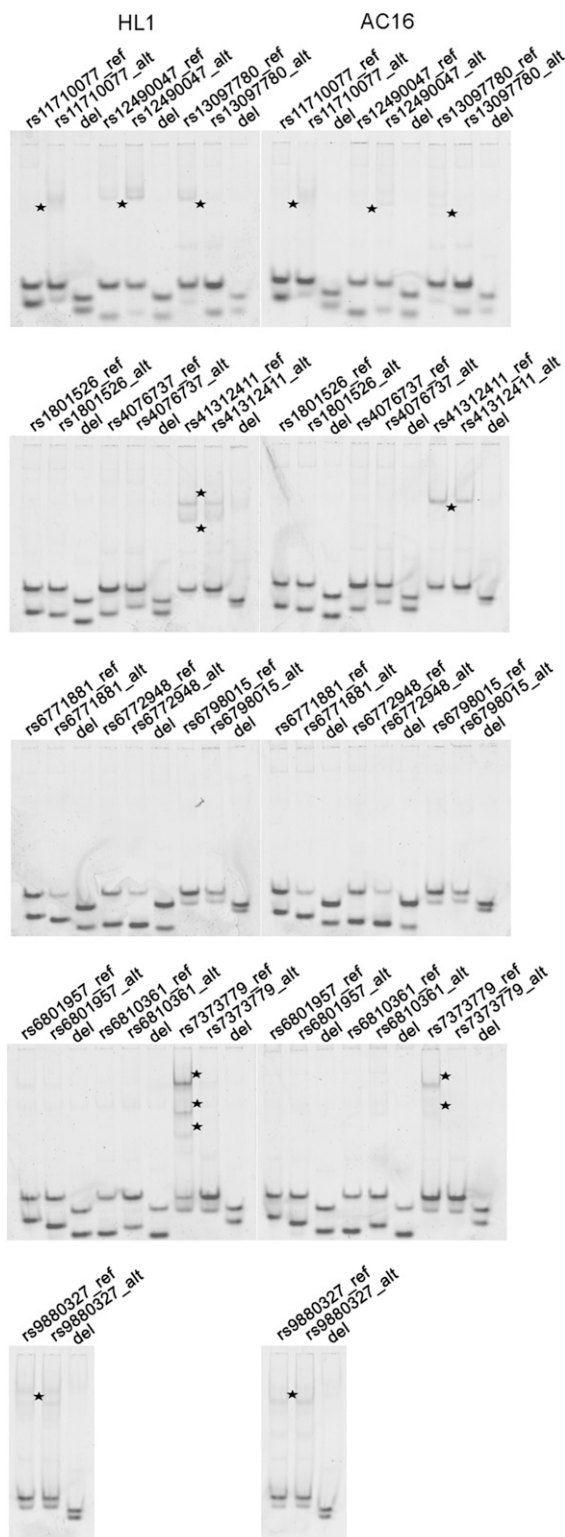 HL1 AC16
rs11710077_ref rs11710077_alt del rs12490047_ref rs12490047_alt del rs13097780_ref rs13097780_alt del rs11710077_ref rs11710077_alt del rs12490047_ref rs12490047_alt del rs13097780_ref rs13097780_alt del
rs1801526_ref rs1801526_alt del rs4076737_ref rs4076737_alt del rs41312411_ref rs41312411_alt del rs1801526_ref rs1801526_alt del rs4076737_ref rs4076737_alt del rs41312411_ref rs41312411_alt del
rs6771881_ref rs6771881_alt del rs6772948_ref rs6772948_alt del rs6798015_ref rs6798015_alt del rs6771881_ref rs6771881_alt del rs6772948_ref rs6772948_alt del rs6798015_ref rs6798015_alt del
rs6801957_ref rs6801957_alt del rs6810361_ref rs6810361_alt del rs7373779_ref rs7373779_alt del rs6801957_ref rs6801957_alt del rs6810361_ref rs6810361_alt del rs7373779_ref rs7373779_alt del
rs9880327_ref rs9880327_alt del rs9880327_ref rs9880327_alt del